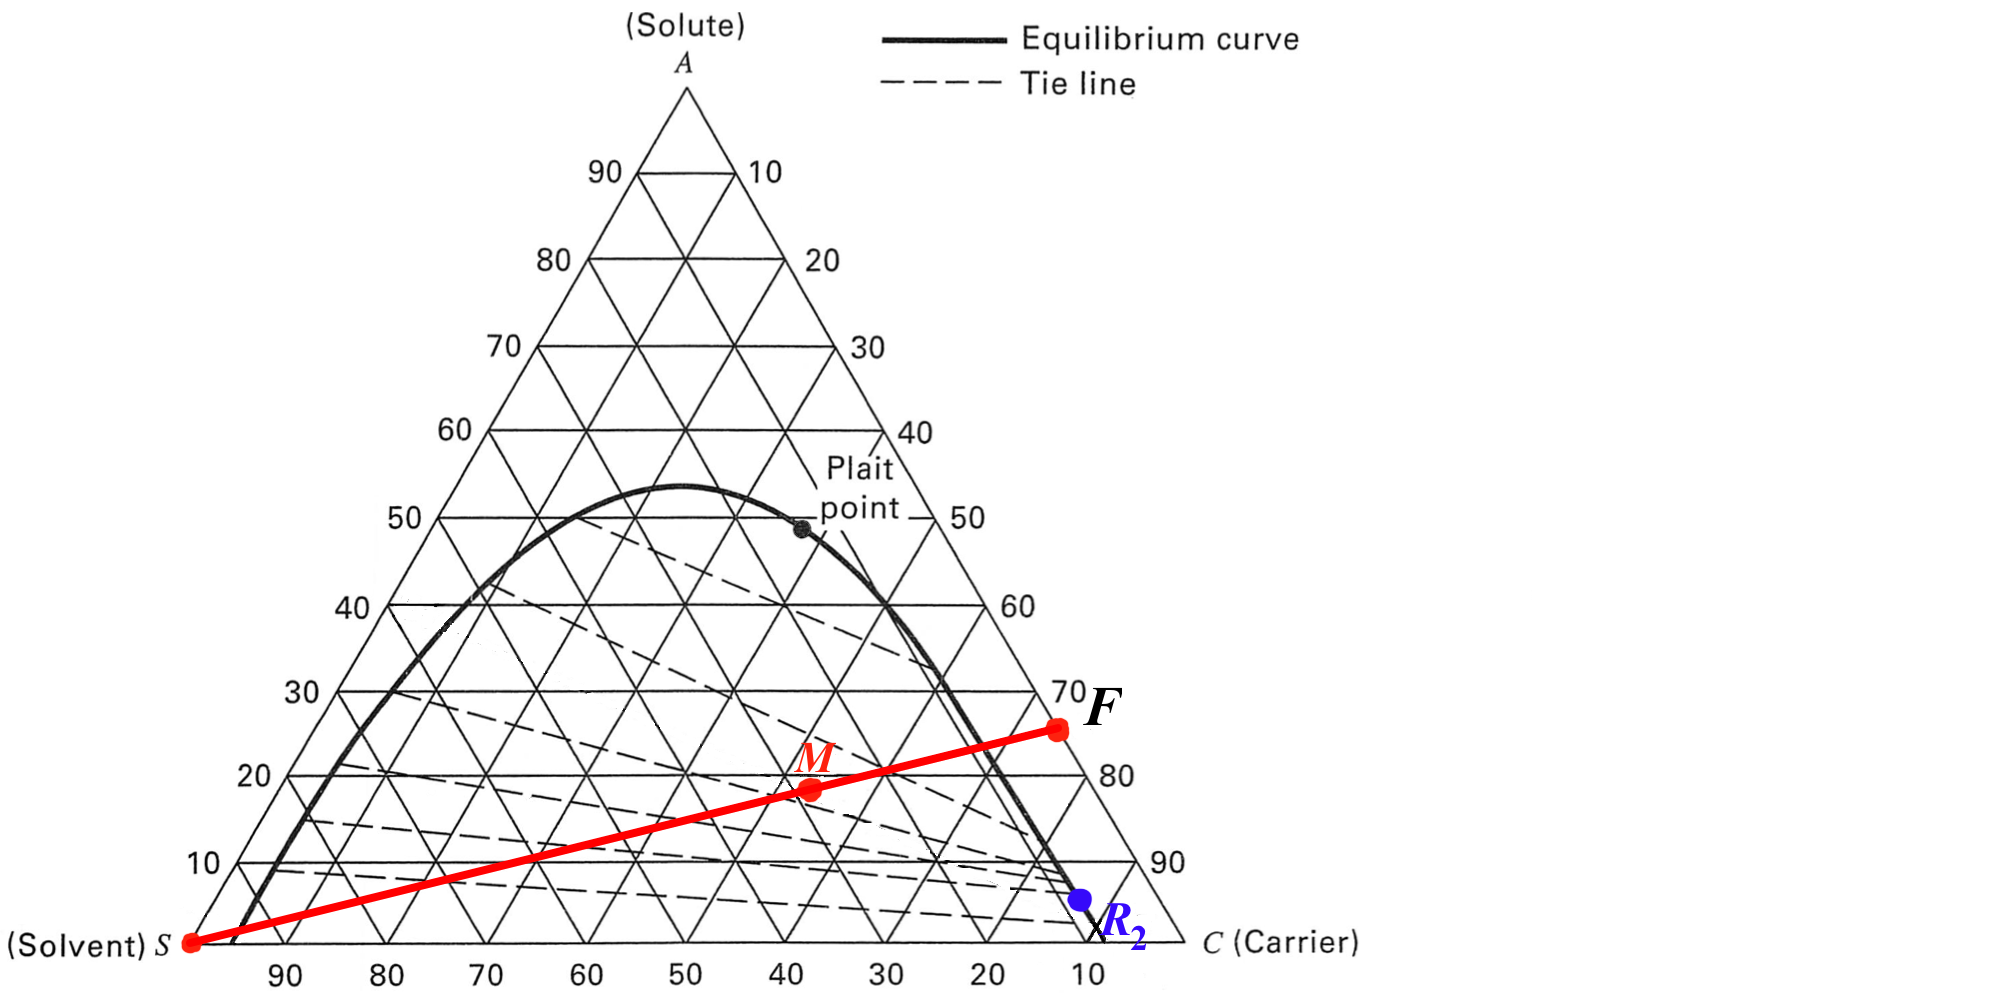 (Solute)
A
Equilibrium curve
Tie line
90 10
80 20
70 30
60 40
Plait
point
50 50
40 60
30 70 F
M
20 80
10 90
R2
(Solvent) S C (Carrier)
90 80 70 60 50 40 30 20 10